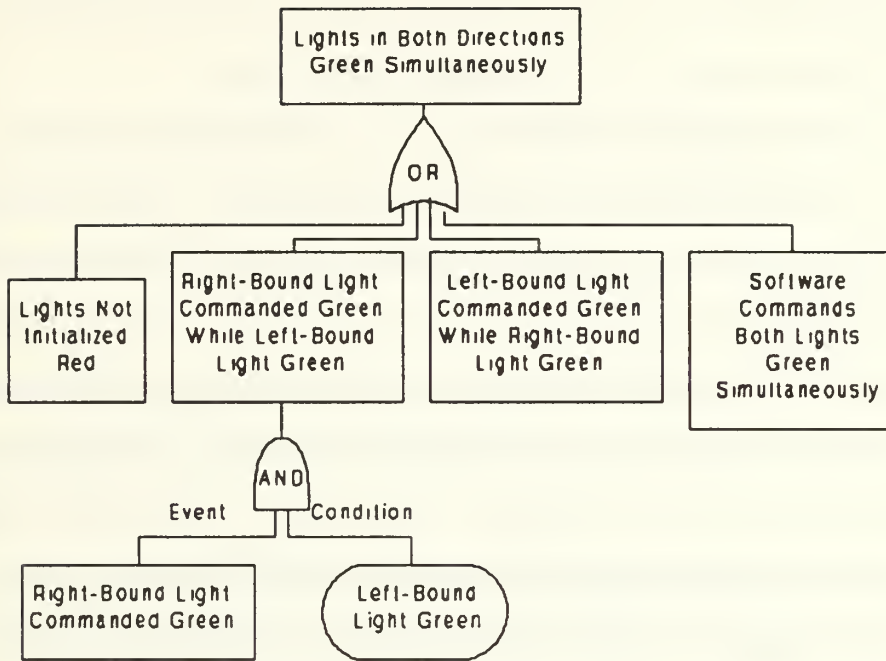 Lights in Both Directions
Green Simultaneously
OR
Lights Not
Initialized
Red
Right-Bound Light
Commanded Green
While Left-Bound
Light Green
Left-Bound Light
Commanded Green
While Right-Bound
Light Green
Software
Commands
Both Lights
Green
Simultaneously
AND
Event
Condition
Right-Bound Light
Commanded Green
Left-Bound
Light Green